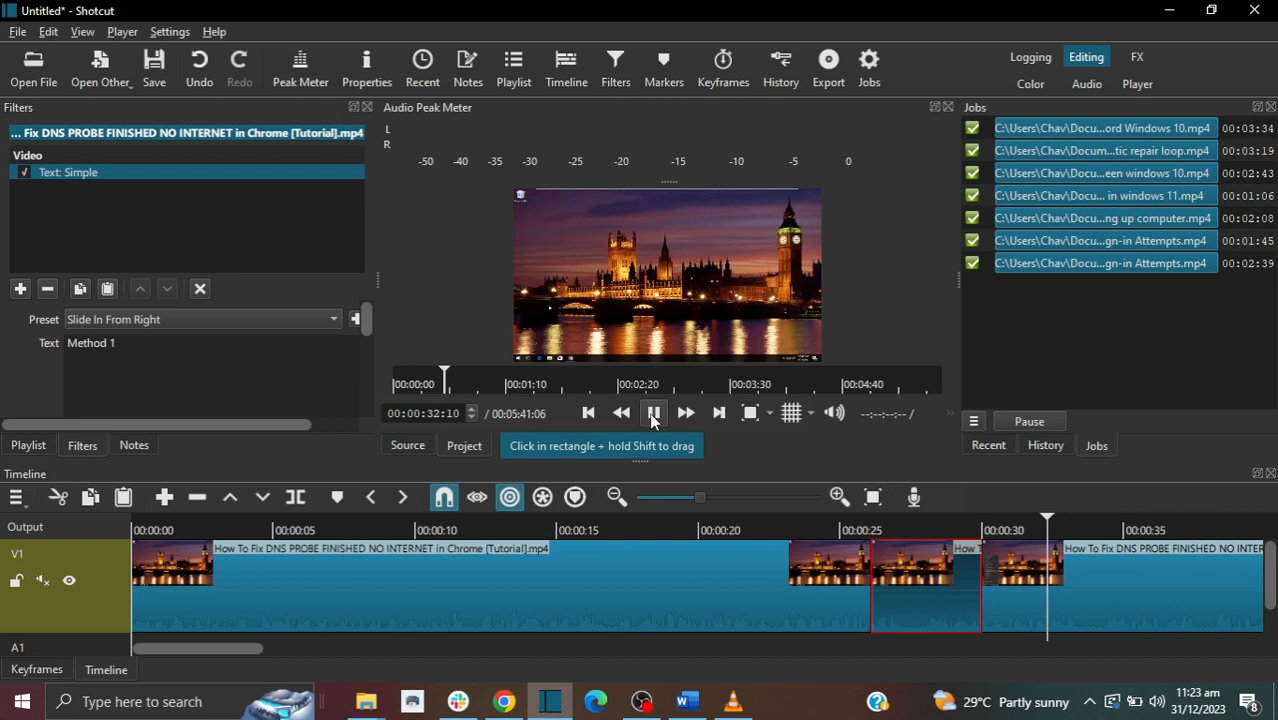 Untitled* - Shotcut
File Edit View Player Settings Help
Open File Open Other Save Undo Redo Peak Meter Properties Recent Notes Playlist Timeline Filters Markers Keyframes History Export Jobs
Logging Editing FX
Color Audio Player
Filters
... Fix DNS PROBE FINISHED NO INTERNET in Chrome [Tutorial].mp4
Video
Text: Simple
Preset Slide In From Right
Text Method 1
Playlist Filters Notes
Audio Peak Meter
L
R
-50 -40 -35 -30 -25 -20 -15 -10 -5 0
00:00:00 00:01:10 00:02:20 00:03:30 00:04:40
00:00:32:10 / 00:05:41:06 --:--:--:-- /
Source Project Click in rectangle + hold Shift to drag
Jobs
C:\Users\Chav\Docu...ord Windows 10.mp4 00:03:34
C:\Users\Chav\Docum...tic repair loop.mp4 00:03:19
C:\Users\Chav\Docu...een windows 10.mp4 00:02:43
C:\Users\Chav\Docu... in windows 11.mp4 00:01:06
C:\Users\Chav\Docu...ng up computer.mp4 00:02:08
C:\Users\Chav\Docu...gn-in Attempts.mp4 00:01:45
C:\Users\Chav\Docu...gn-in Attempts.mp4 00:02:39
Pause
Recent History Jobs
Timeline
Output 00:00:00 00:00:05 00:00:10 00:00:15 00:00:20 00:00:25 00:00:30 00:00:35
V1 How To Fix DNS PROBE FINISHED NO INTERNET in Chrome [Tutorial].mp4 How T How To Fix DNS PROBE FINISHED NO INTER
A1
Keyframes Timeline
Type here to search 29°C Partly sunny 11:23 am
31/12/2023 8